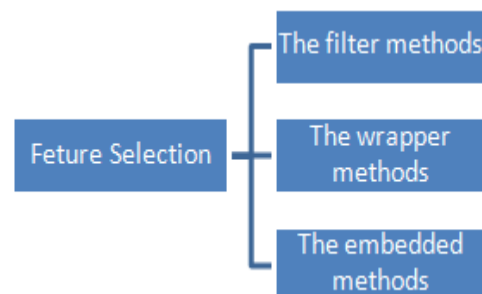 The filter methods
Feture Selection
The wrapper
methods
The embedded
methods